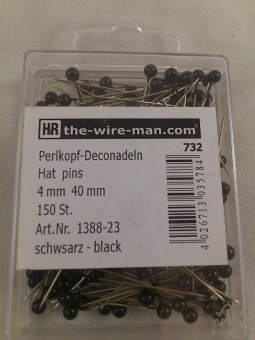 HR the-wire-man.com®
732
Perlkopf-Deconadeln
Hat pins
4 mm 40 mm
150 St.
Art.Nr. 1388-23
schwsarz - black
4026713035784